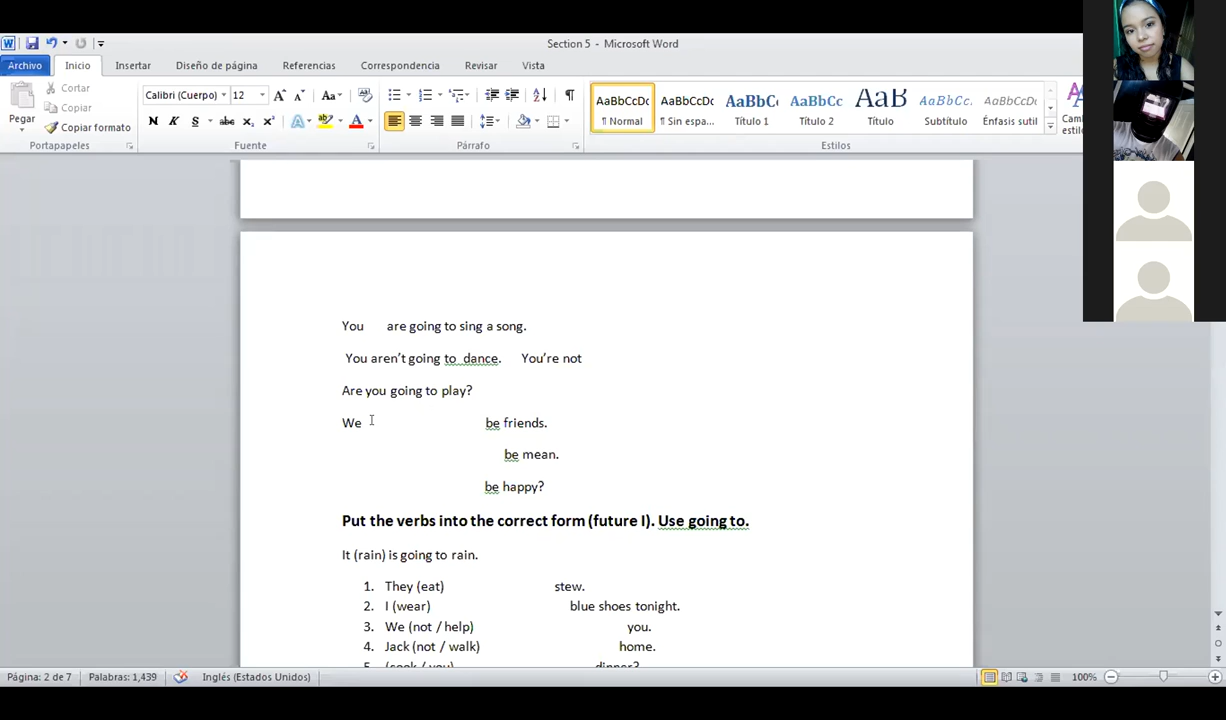 Section 5 - Microsoft Word
Archivo Inicio Insertar Diseño de página Referencias Correspondencia Revisar Vista
Pegar
Cortar
Copiar
Copiar formato
Portapapeles
Calibri (Cuerpo) 12
Fuente
Párrafo
AaBbCcDc AaBbCcDc AaBbC AaBbCc AaB AaBbCc. AaBbCcDc
¶ Normal ¶ Sin espa... Título 1 Título 2 Título Subtítulo Énfasis sutil
Estilos
You are going to sing a song.
You aren't going to dance. You're not
Are you going to play?
We be friends.
be mean.
be happy?
Put the verbs into the correct form (future I). Use going to.
It (rain) is going to rain.
1. They (eat) stew.
2. I (wear) blue shoes tonight.
3. We (not / help) you.
4. Jack (not / walk) home.
5. (cook / you) dinner?
Página: 2 de 7 Palabras: 1,439 Inglés (Estados Unidos) 100%